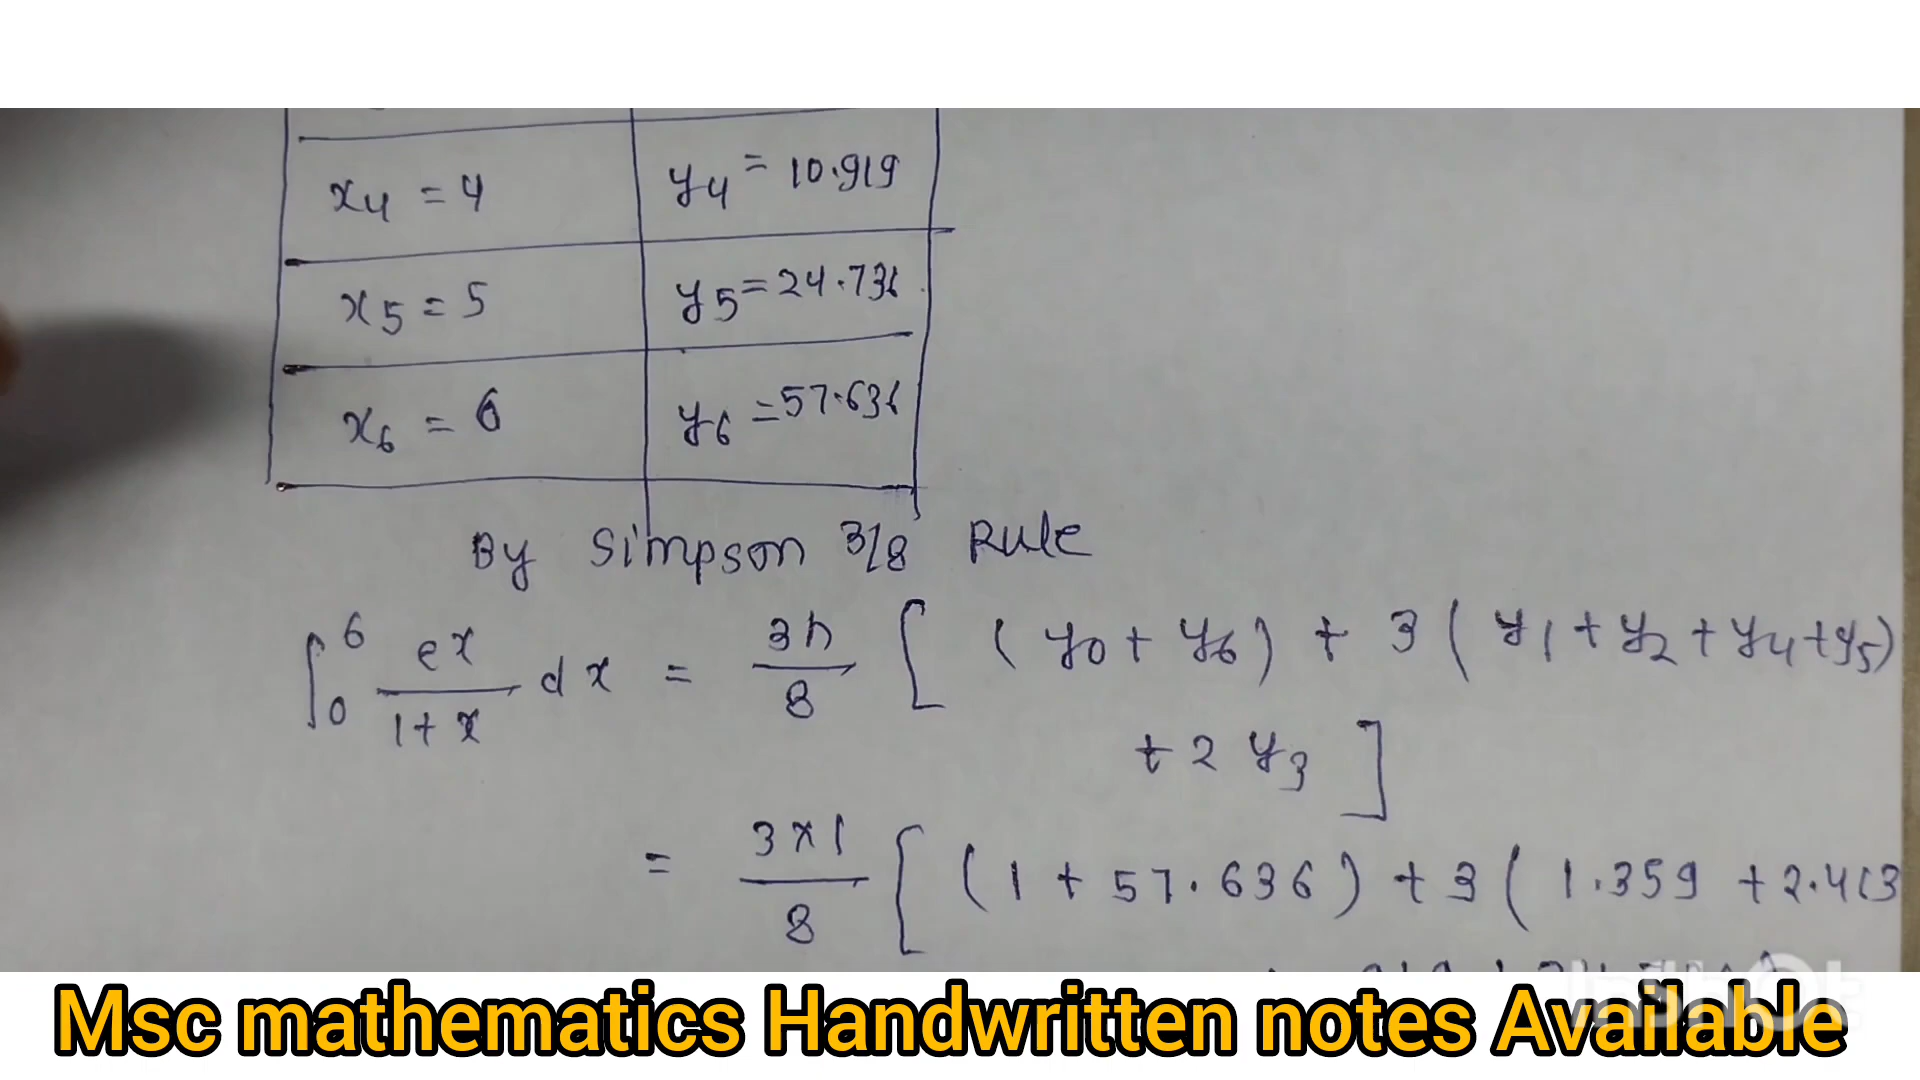 x4 = 4 y4 = 10.919
x5 = 5 y5 = 24.736
x6 = 6 y6 = 57.636
By Simpson 3/8 Rule
∫₀⁶ eˣ/(1+x) dx = 3h/8 [ (y0 + y6) + 3 ( y1 + y2 + y4 + y5)
+ 2 y3 ]
= 3×1/8 [ (1 + 57.636) + 3 ( 1.359 + 2.463
Msc mathematics Handwritten notes Available